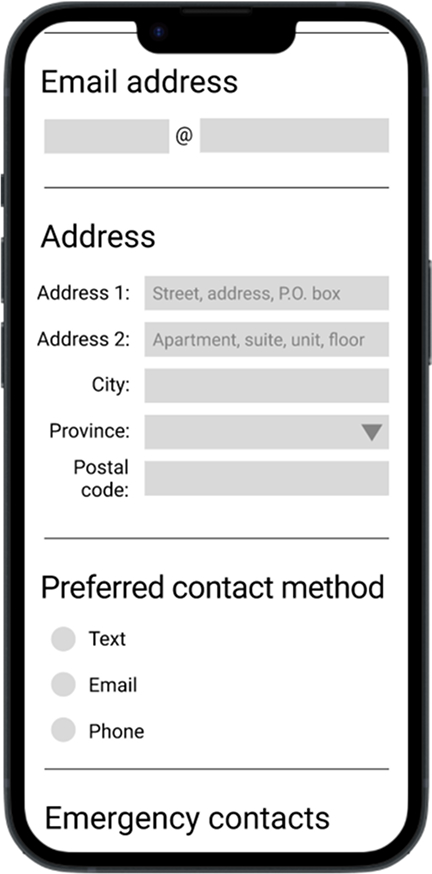 Email address
@
Address
Address 1: Street, address, P.O. box
Address 2: Apartment, suite, unit, floor
City:
Province:
Postal
code:
Preferred contact method
Text
Email
Phone
Emergency contacts